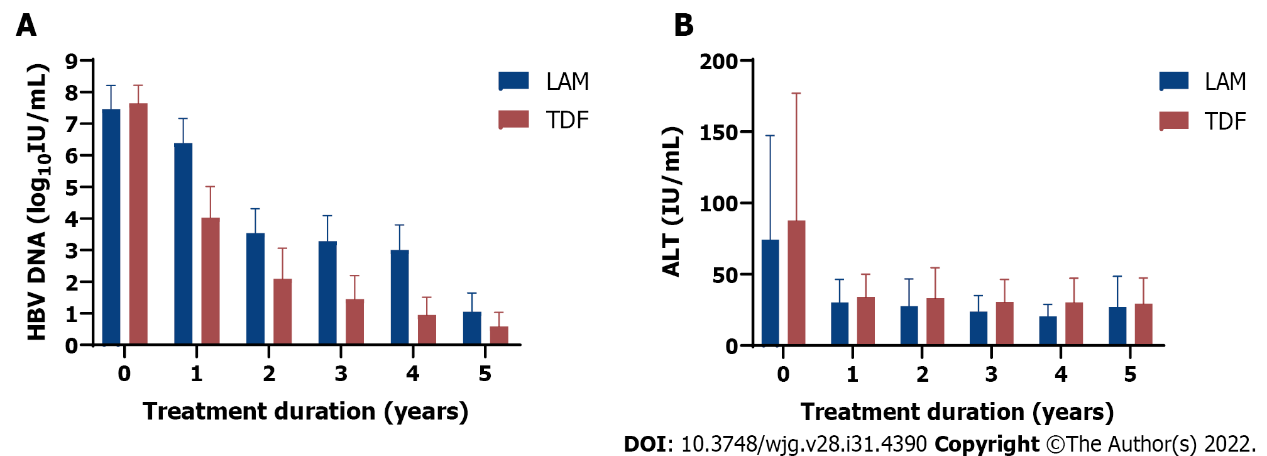 A
HBV DNA (log10IU/mL)
9
8
7
6
5
4
3
2
1
0
LAM
TDF
0 1 2 3 4 5
Treatment duration (years)
B
ALT (IU/mL)
200
150
100
50
0
LAM
TDF
0 1 2 3 4 5
Treatment duration (years)
DOI: 10.3748/wjg.v28.i31.4390 Copyright ©The Author(s) 2022.